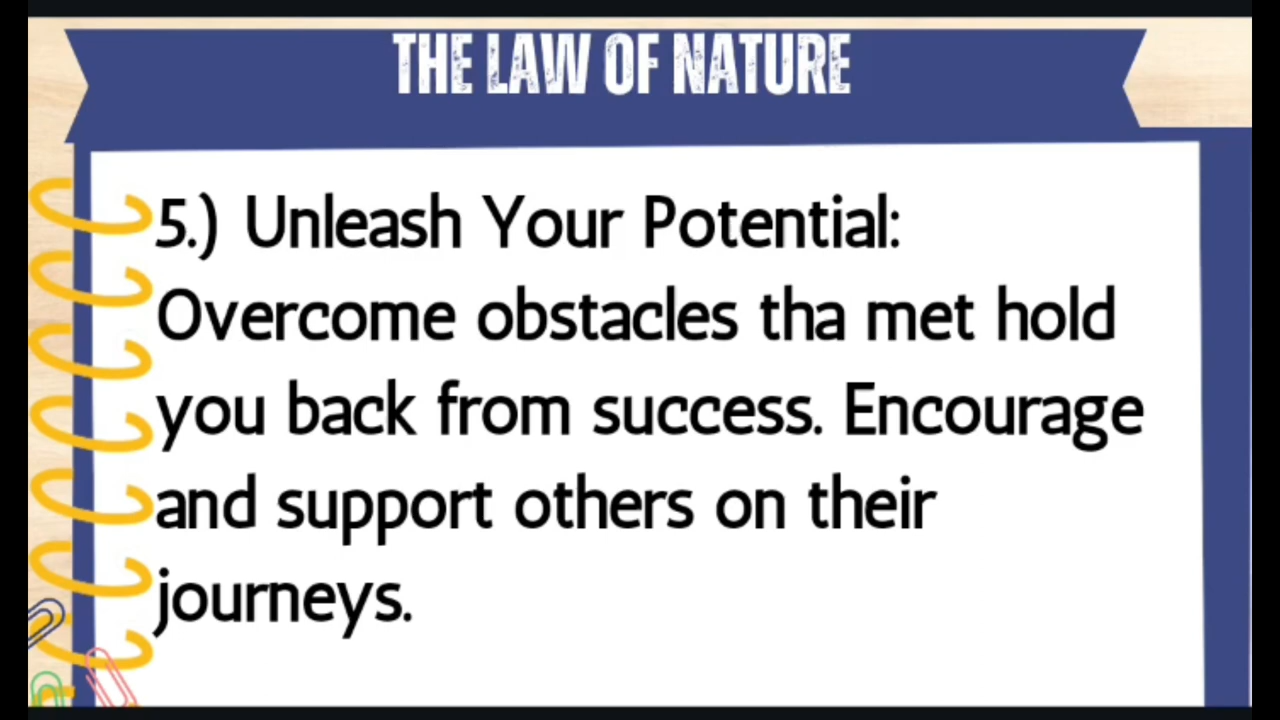 THE LAW OF NATURE
5.) Unleash Your Potential:
Overcome obstacles tha met hold
you back from success. Encourage
and support others on their
journeys.